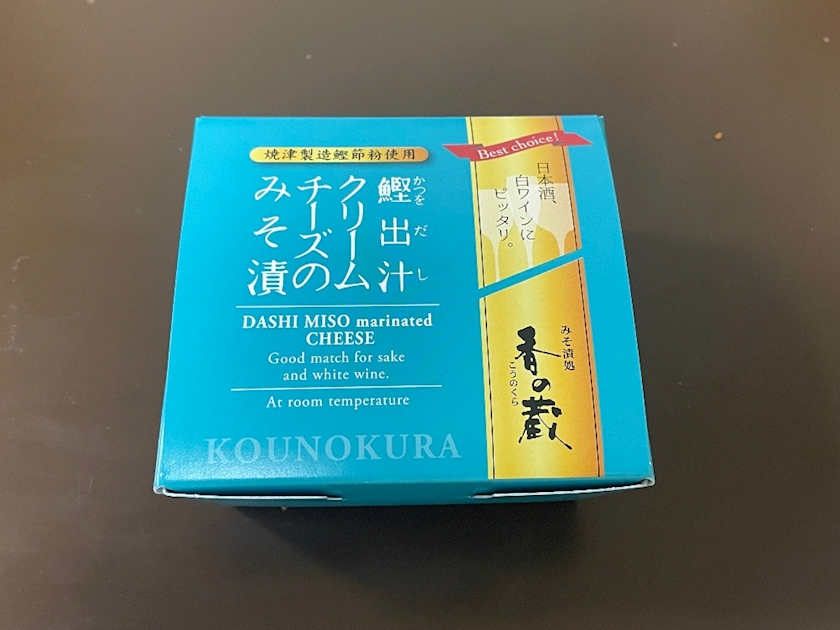 焼津製造鰹節粉使用
鰹出汁
かつをだし
クリーム
チーズの
みそ漬
DASHI MISO marinated
CHEESE
Good match for sake
and white wine.
At room temperature
KOUNOKURA
Best choice!
日本酒、
白ワインに
ピッタリ。
みそ漬処
香の蔵
こうのくら